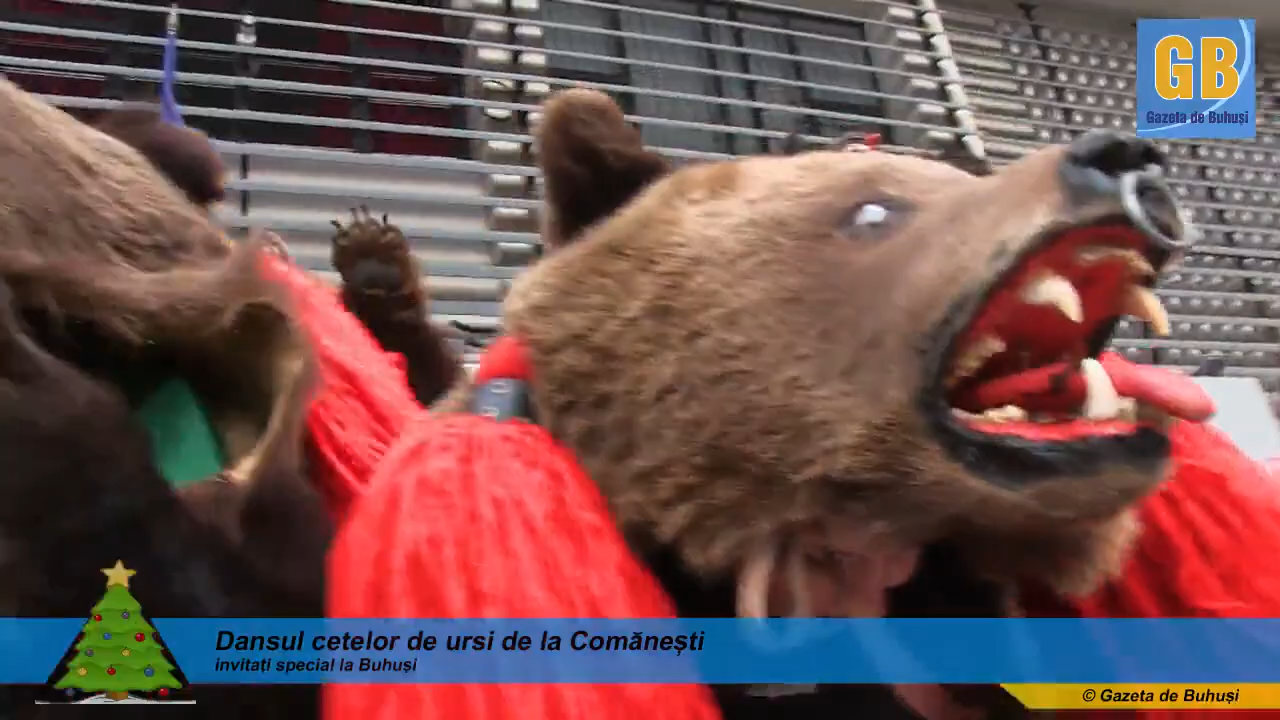 GB
Gazeta de Buhuși
Dansul cetelor de urși de la Comănești
invitați special la Buhuși
© Gazeta de Buhuși